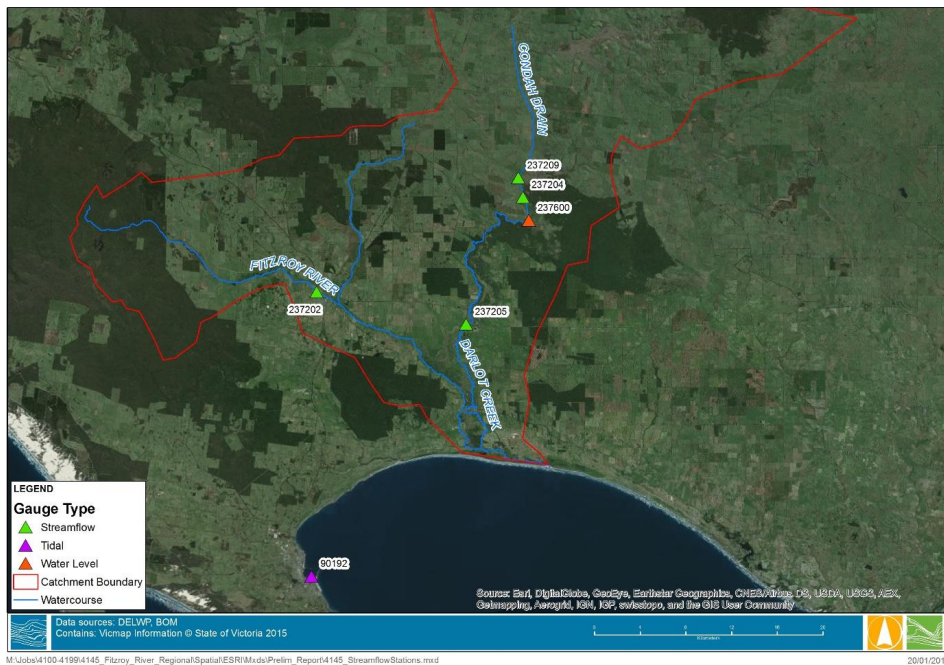 CONDAH DRAIN
237209
237204
237600
FITZROY RIVER
237202
237205
DARLOT CREEK
LEGEND
Gauge Type
Streamflow
Tidal
Water Level
Catchment Boundary
Watercourse
90192
Source: Esri, DigitalGlobe, GeoEye, Earthstar Geographics, CNES/Airbus DS, USDA, USGS, AEX,
Getmapping, Aerogrid, IGN, IGP, swisstopo, and the GIS User Community
Data sources: DELWP, BOM
Contains: Vicmap Information © State of Victoria 2015
M:\Jobs\4100-4199\4145_Fitzroy_River_Regional\Spatial\ESRI\Mxds\Prelim_Report\4145_StreamflowStations.mxd
20/01/201